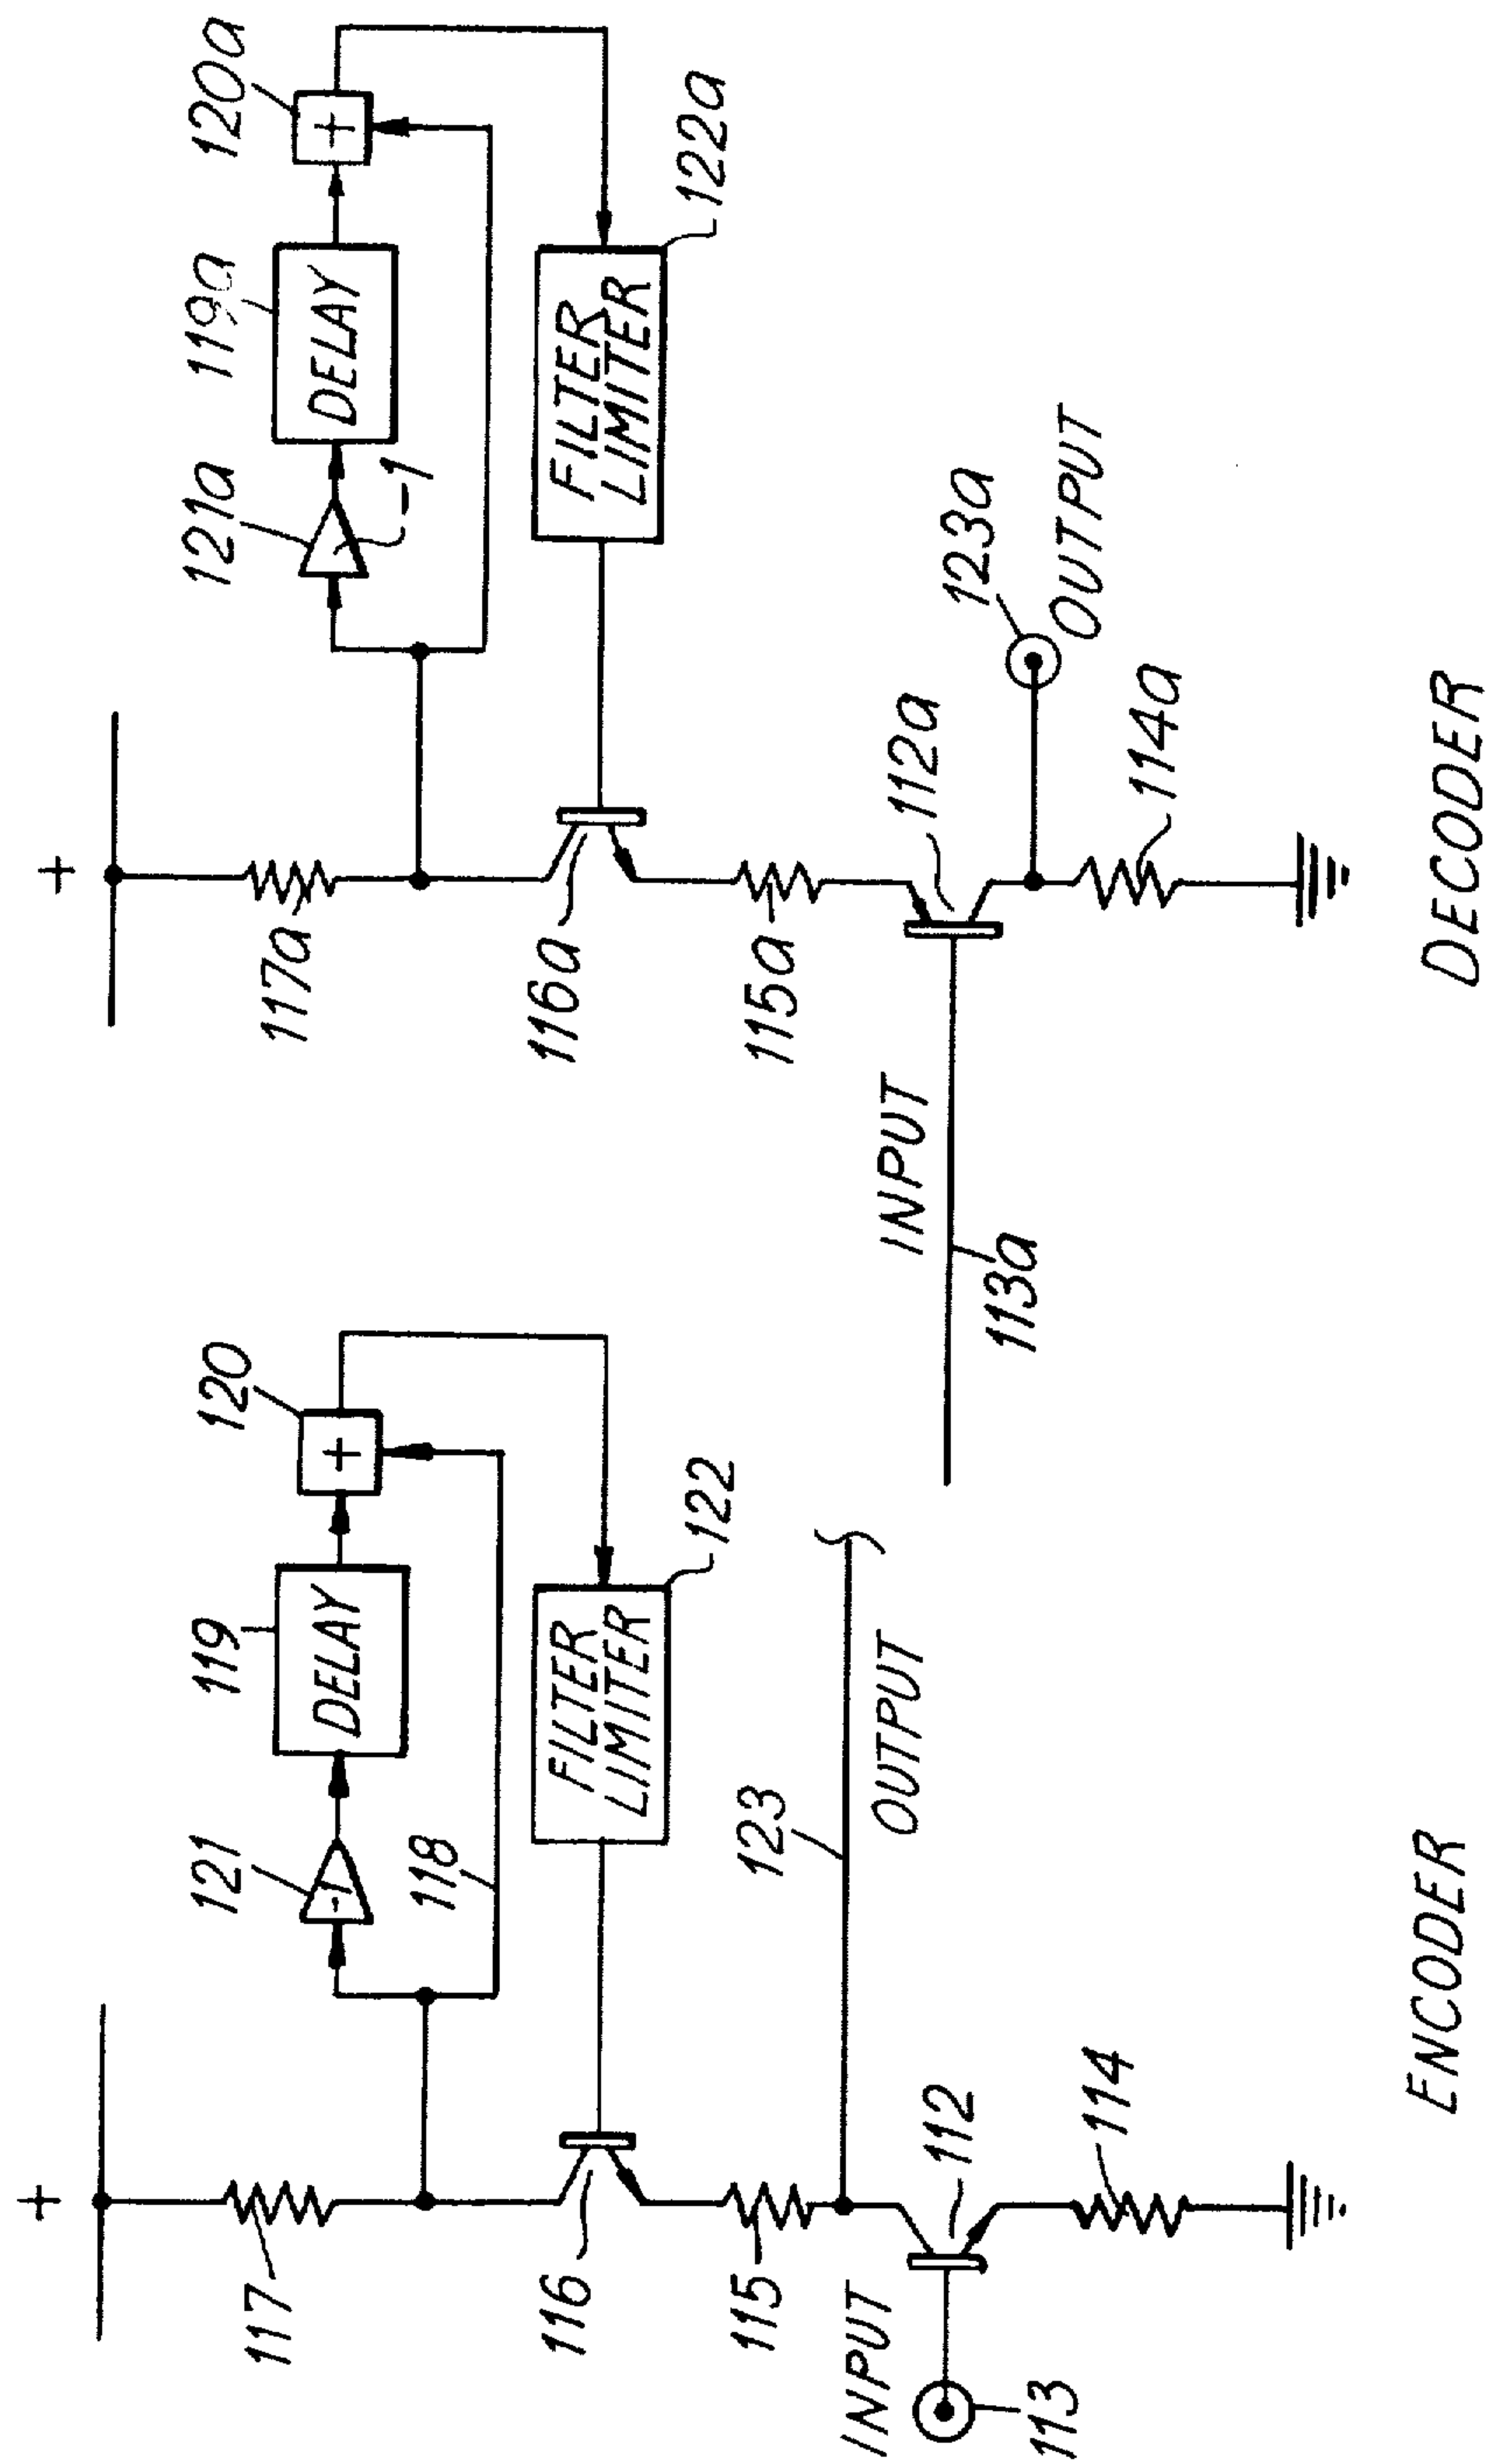 +
117
121
-1
119
DELAY
120
+
118
116
FILTER
LIMITER
122
115
123
OUTPUT
INPUT
113
112
114
ENCODER
+
117a
121a
-1
119a
DELAY
120a
+
116a
FILTER
LIMITER
122a
115a
INPUT
113a
112a
123a
OUTPUT
114a
DECODER